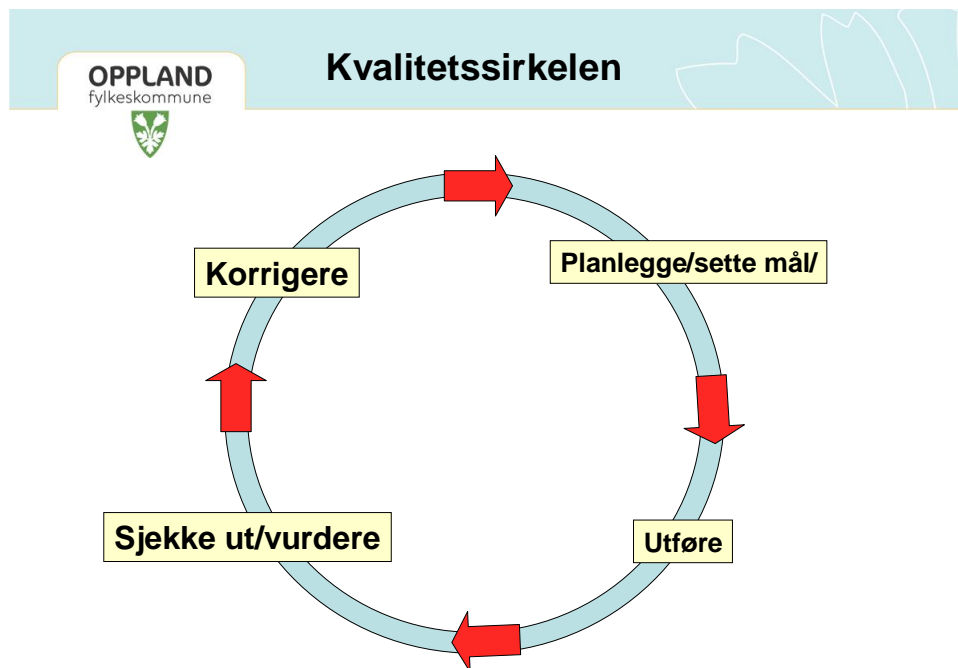 Kvalitetssirkelen
OPPLAND
fylkeskommune
Korrigere
Planlegge/sette mål/
Sjekke ut/vurdere
Utføre